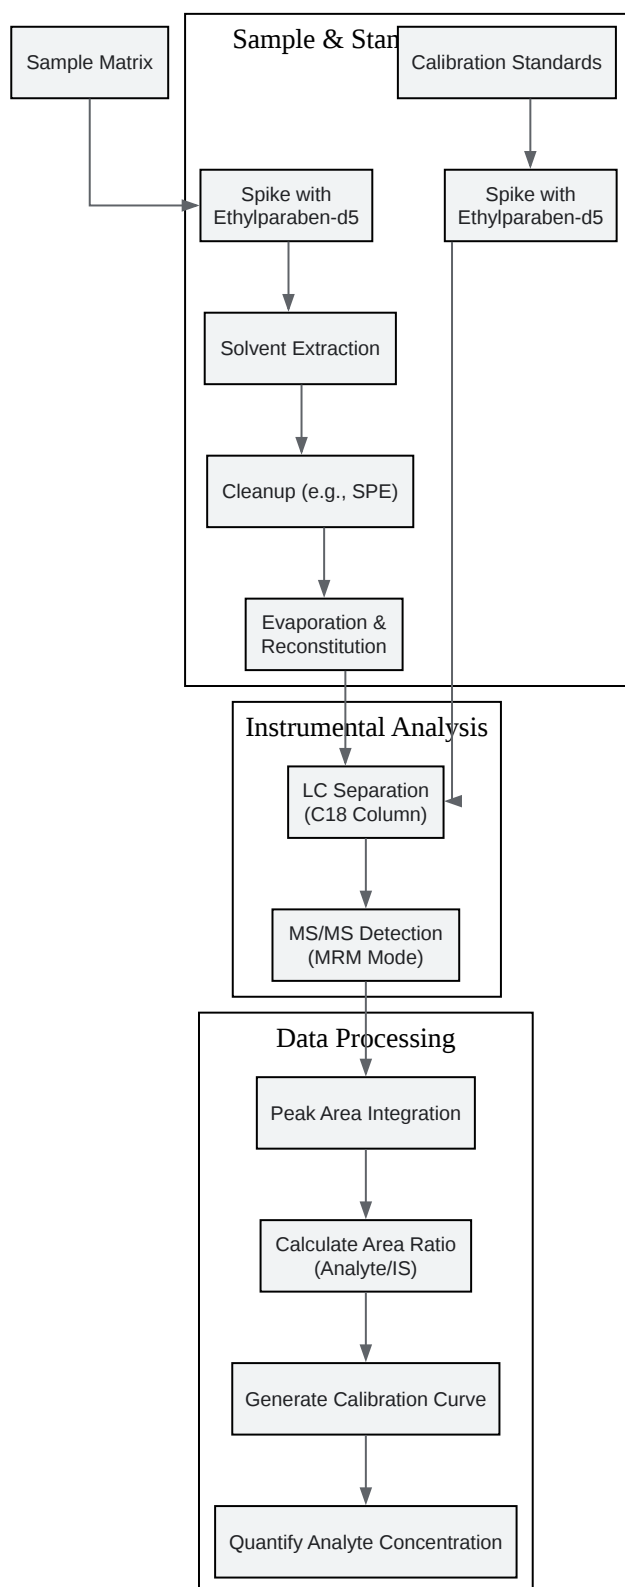 Sample & Stan
Sample Matrix
Calibration Standards
Spike with
Ethylparaben-d5
Spike with
Ethylparaben-d5
Solvent Extraction
Cleanup (e.g., SPE)
Evaporation &
Reconstitution
Instrumental Analysis
LC Separation
(C18 Column)
MS/MS Detection
(MRM Mode)
Data Processing
Peak Area Integration
Calculate Area Ratio
(Analyte/IS)
Generate Calibration Curve
Quantify Analyte Concentration